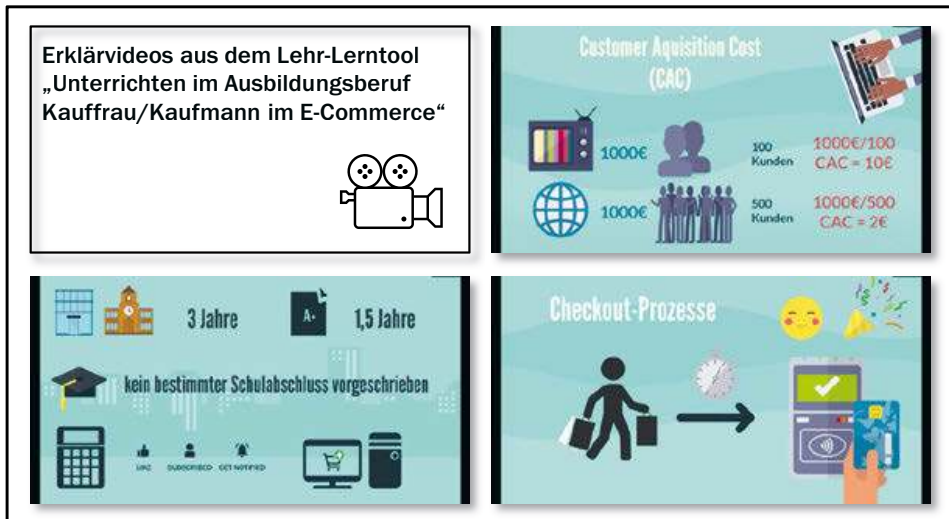 Erklärvideos aus dem Lehr-Lerntool
„Unterrichten im Ausbildungsberuf
Kauffrau/Kaufmann im E-Commerce“
Customer Aquisition Cost
(CAC)
1000€
100
Kunden
1000€/100
CAC = 10€
1000€
500
Kunden
1000€/500
CAC = 2€
3 Jahre
A+
1,5 Jahre
kein bestimmter Schulabschluss vorgeschrieben
LIKE
SUBSCRIBED
GET NOTIFIED
Checkout-Prozesse